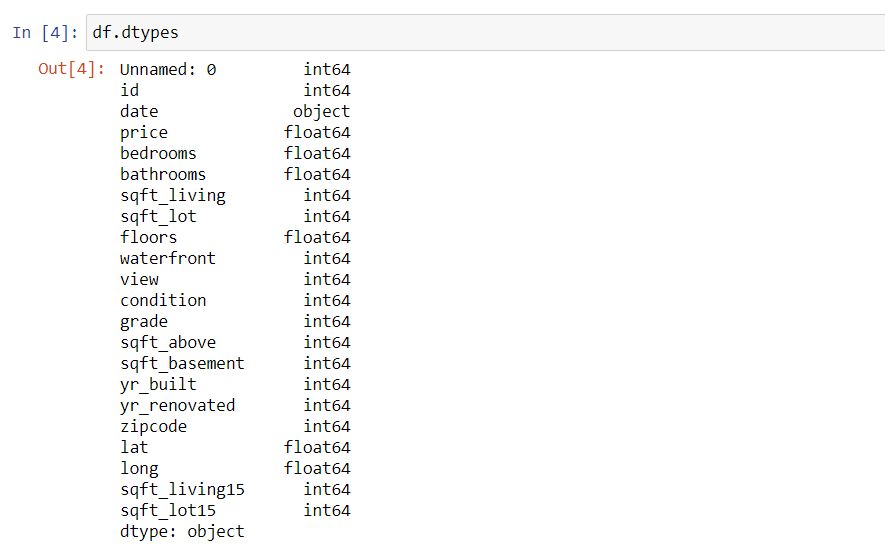 In [4]: df.dtypes
Out[4]: Unnamed: 0 int64
id int64
date object
price float64
bedrooms float64
bathrooms float64
sqft_living int64
sqft_lot int64
floors float64
waterfront int64
view int64
condition int64
grade int64
sqft_above int64
sqft_basement int64
yr_built int64
yr_renovated int64
zipcode int64
lat float64
long float64
sqft_living15 int64
sqft_lot15 int64
dtype: object